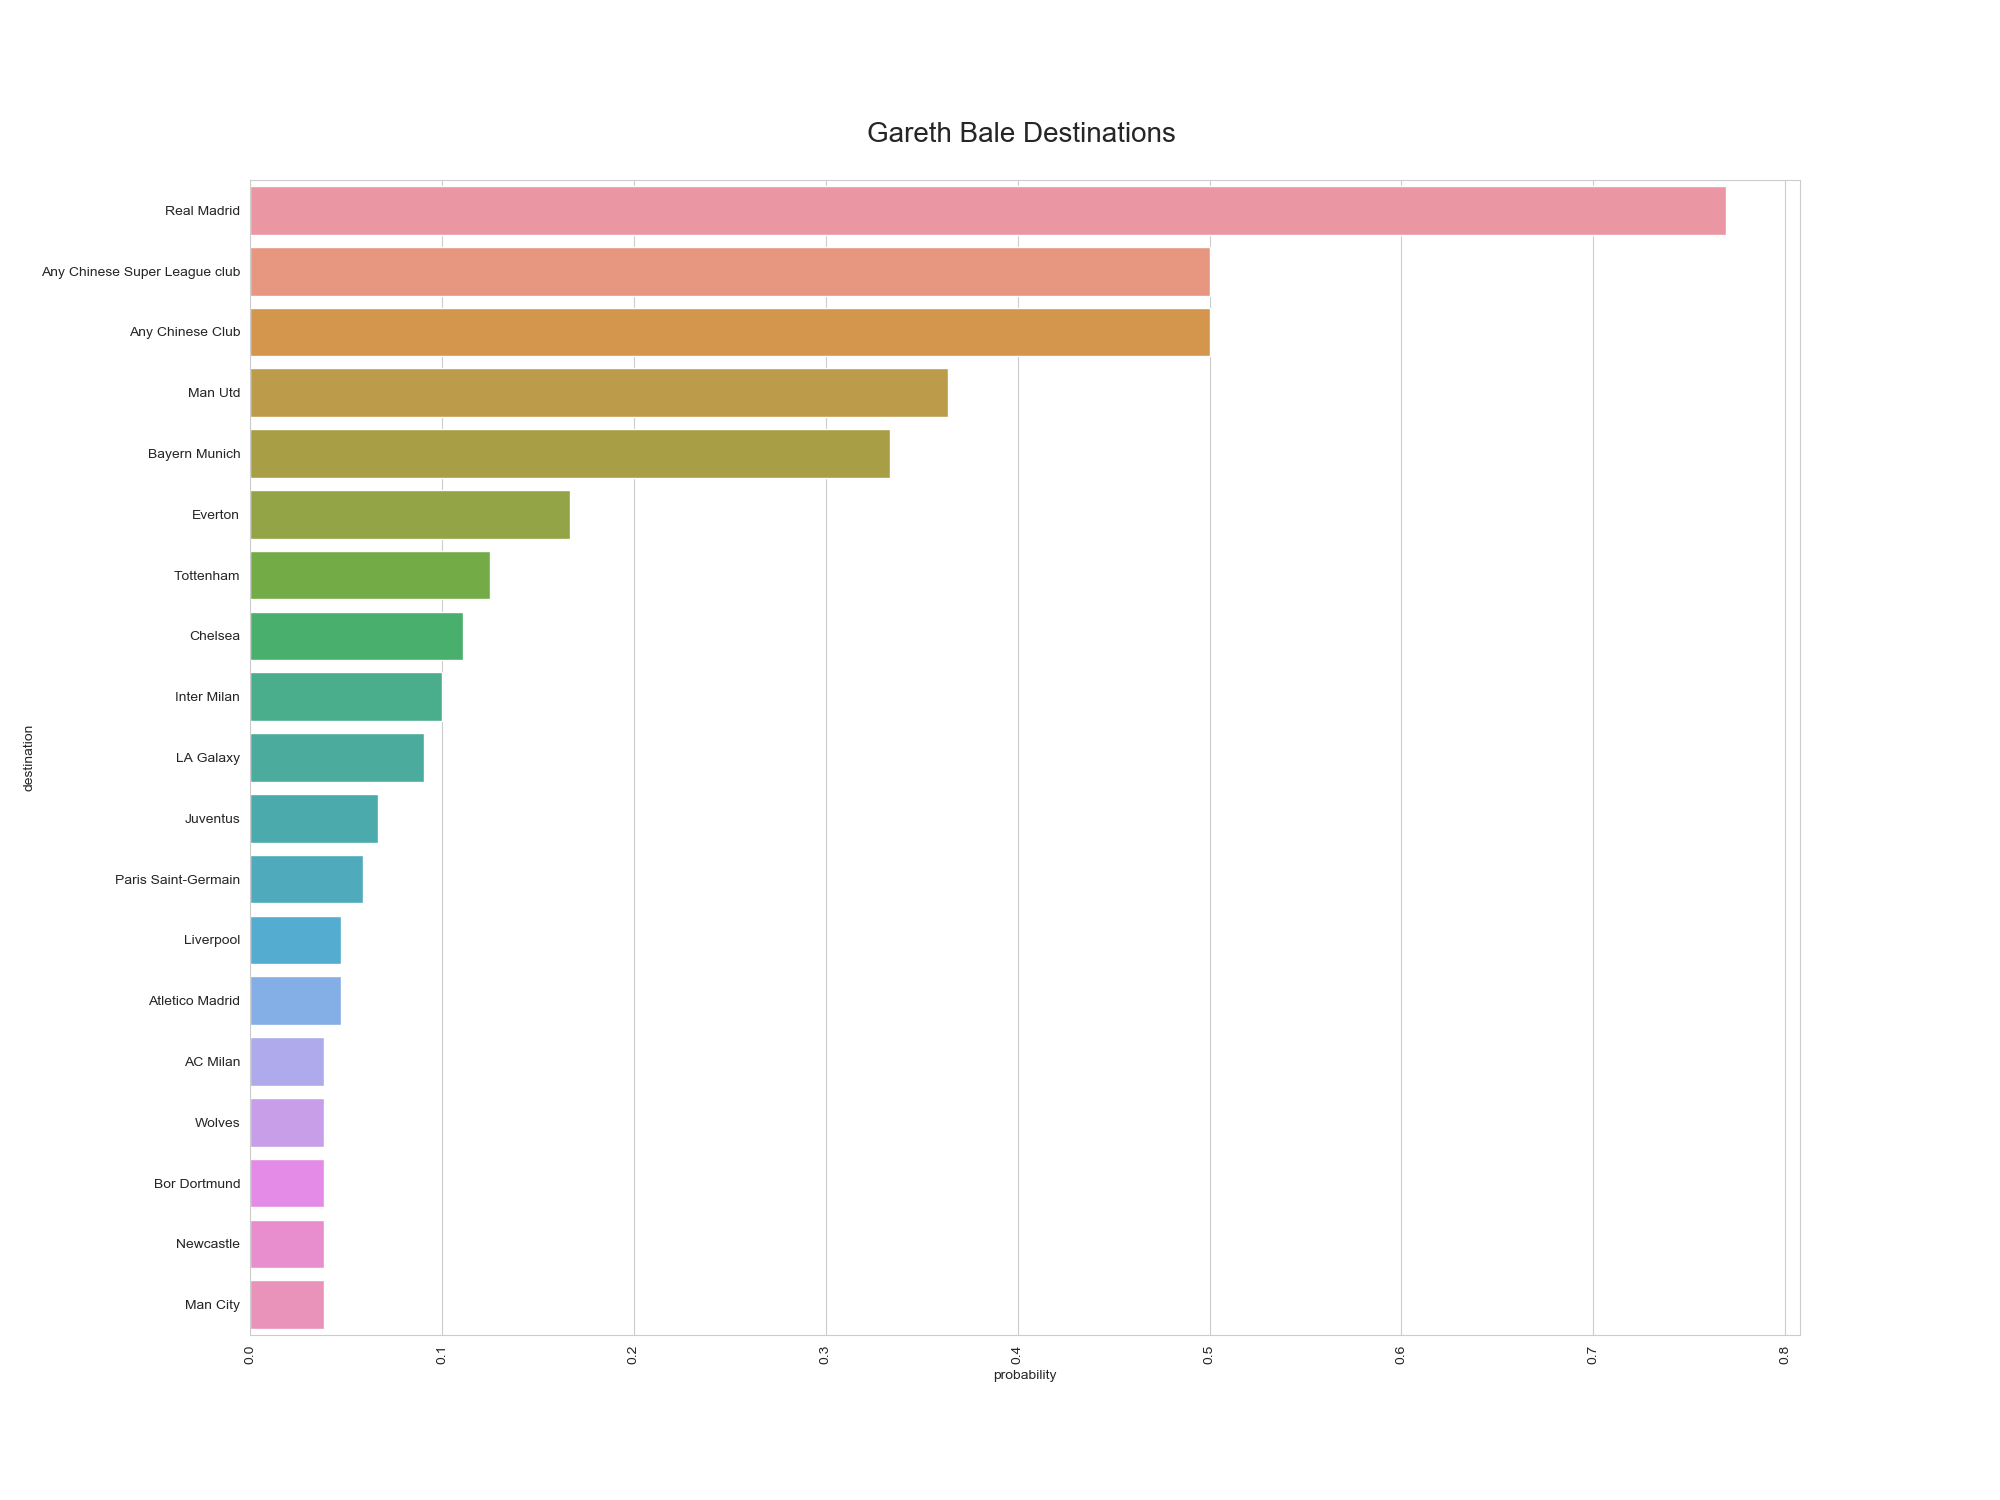 Gareth Bale Destinations
Real Madrid
Any Chinese Super League club
Any Chinese Club
Man Utd
Bayern Munich
Everton
Tottenham
Chelsea
Inter Milan
LA Galaxy
Juventus
Paris Saint-Germain
Liverpool
Atletico Madrid
AC Milan
Wolves
Bor Dortmund
Newcastle
Man City
destination
0.0 0.1 0.2 0.3 0.4 0.5 0.6 0.7 0.8
probability